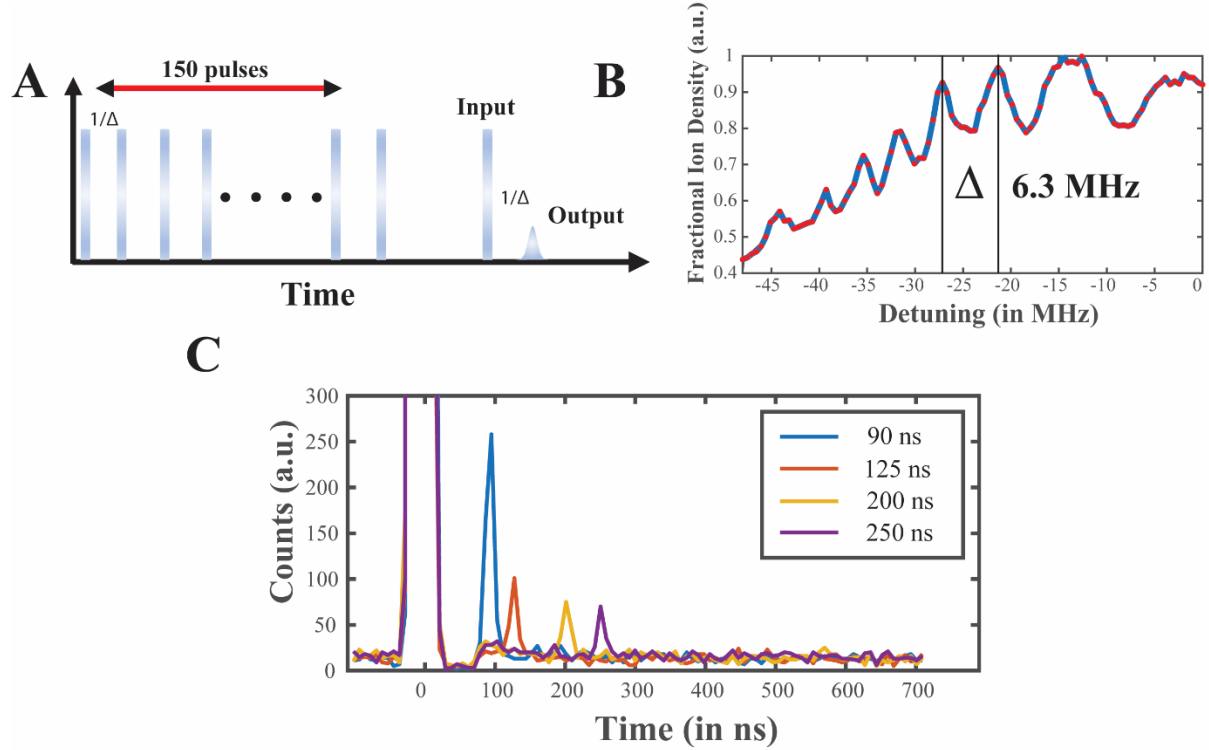 A
150 pulses
1/Δ
Input
1/Δ
Output
Time
B
Fractional Ion Density (a.u.)
1
0.9
0.8
0.7
0.6
0.5
0.4
Δ 6.3 MHz
-45 -40 -35 -30 -25 -20 -15 -10 -5 0
Detuning (in MHz)
C
Counts (a.u.)
300
250
200
150
100
50
0
90 ns
125 ns
200 ns
250 ns
0 100 200 300 400 500 600 700
Time (in ns)